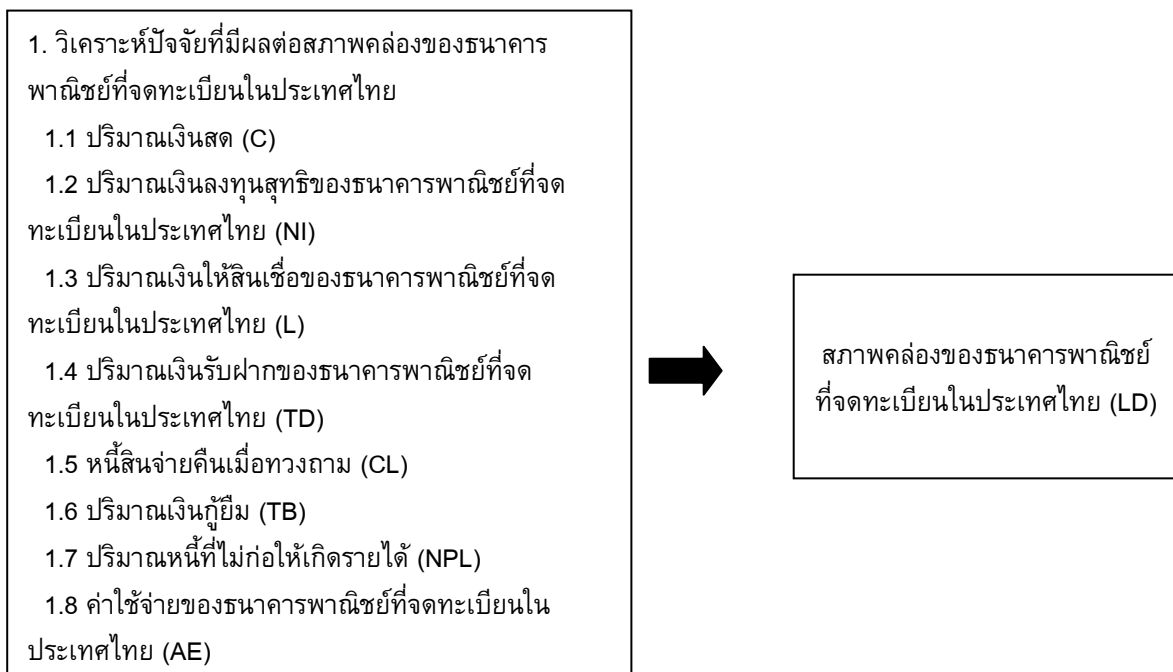 1. วิเคราะห์ปัจจัยที่มีผลต่อสภาพคล่องของธนาคาร
พาณิชย์ที่จดทะเบียนในประเทศไทย
1.1 ปริมาณเงินสด (C)
1.2 ปริมาณเงินลงทุนสุทธิของธนาคารพาณิชย์ที่จด
ทะเบียนในประเทศไทย (NI)
1.3 ปริมาณเงินให้สินเชื่อของธนาคารพาณิชย์ที่จด
ทะเบียนในประเทศไทย (L)
1.4 ปริมาณเงินรับฝากของธนาคารพาณิชย์ที่จด
ทะเบียนในประเทศไทย (TD)
1.5 หนี้สินจ่ายคืนเมื่อทวงถาม (CL)
1.6 ปริมาณเงินกู้ยืม (TB)
1.7 ปริมาณหนี้ที่ไม่ก่อให้เกิดรายได้ (NPL)
1.8 ค่าใช้จ่ายของธนาคารพาณิชย์ที่จดทะเบียนใน
ประเทศไทย (AE)
สภาพคล่องของธนาคารพาณิชย์
ที่จดทะเบียนในประเทศไทย (LD)